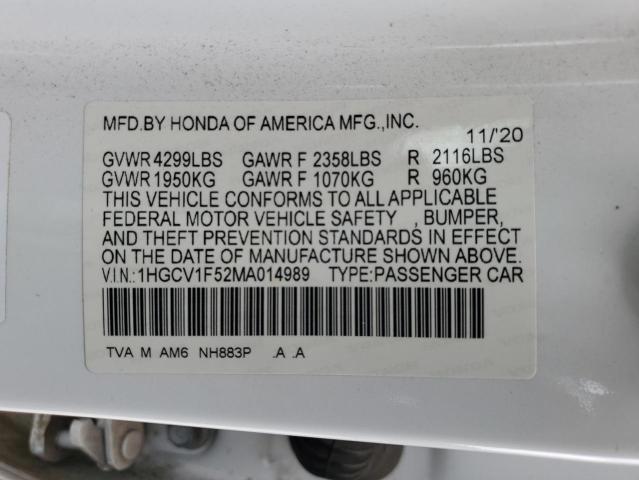 MFD.BY HONDA OF AMERICA MFG.,INC.
11/'20
GVWR 4299LBS GAWR F 2358LBS R 2116LBS
GVWR 1950KG GAWR F 1070KG R 960KG
THIS VEHICLE CONFORMS TO ALL APPLICABLE
FEDERAL MOTOR VEHICLE SAFETY , BUMPER,
AND THEFT PREVENTION STANDARDS IN EFFECT
ON THE DATE OF MANUFACTURE SHOWN ABOVE.
V.I.N.:1HGCV1F52MA014989 TYPE:PASSENGER CAR
TVA M AM6 NH883P .A .A